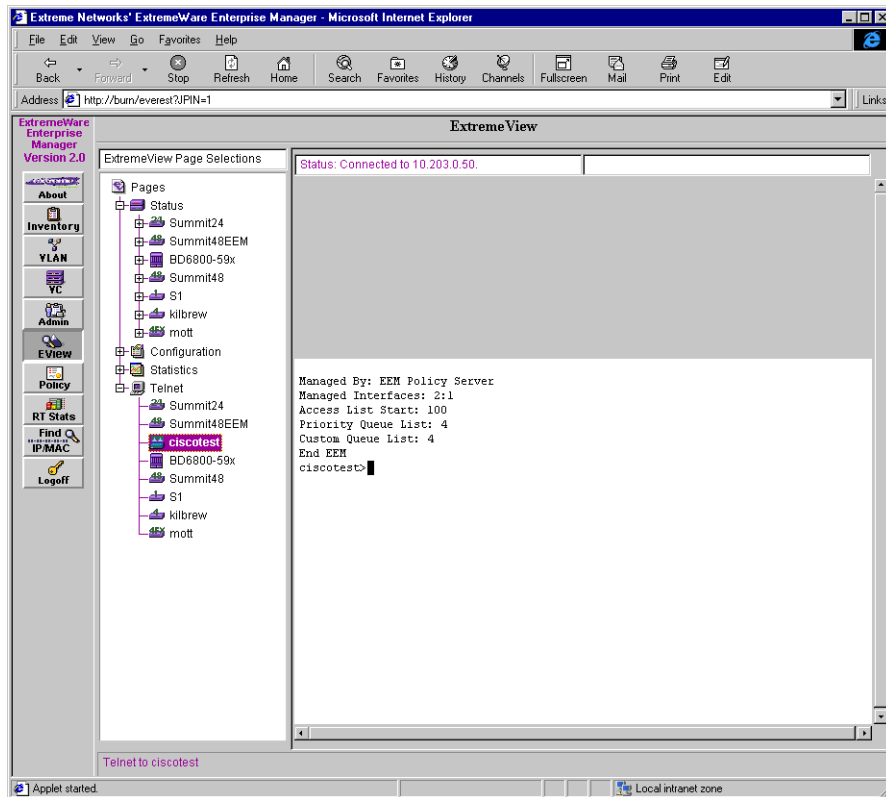 Extreme Networks' ExtremeWare Enterprise Manager - Microsoft Internet Explorer
File Edit View Go Favorites Help
Back Forward Stop Refresh Home Search Favorites History Channels Fullscreen Mail Print Edit
Address http://burn/everest?JPIN=1 Links
ExtremeWare
Enterprise
Manager
Version 2.0
ExtremeView
About
Inventory
VLAN
VC
Admin
EView
Policy
RT Stats
Find
IP/MAC
Logoff
ExtremeView Page Selections
Pages
Status
Summit24
Summit48EEM
BD6800-59x
Summit48
S1
kilbrew
mott
Configuration
Statistics
Telnet
Summit24
Summit48EEM
ciscotest
BD6800-59x
Summit48
S1
kilbrew
mott
Status: Connected to 10.203.0.50.
Managed By: EEM Policy Server
Managed Interfaces: 2:1
Access List Start: 100
Priority Queue List: 4
Custom Queue List: 4
End EEM
ciscotest>
Telnet to ciscotest
Applet started.
Local intranet zone